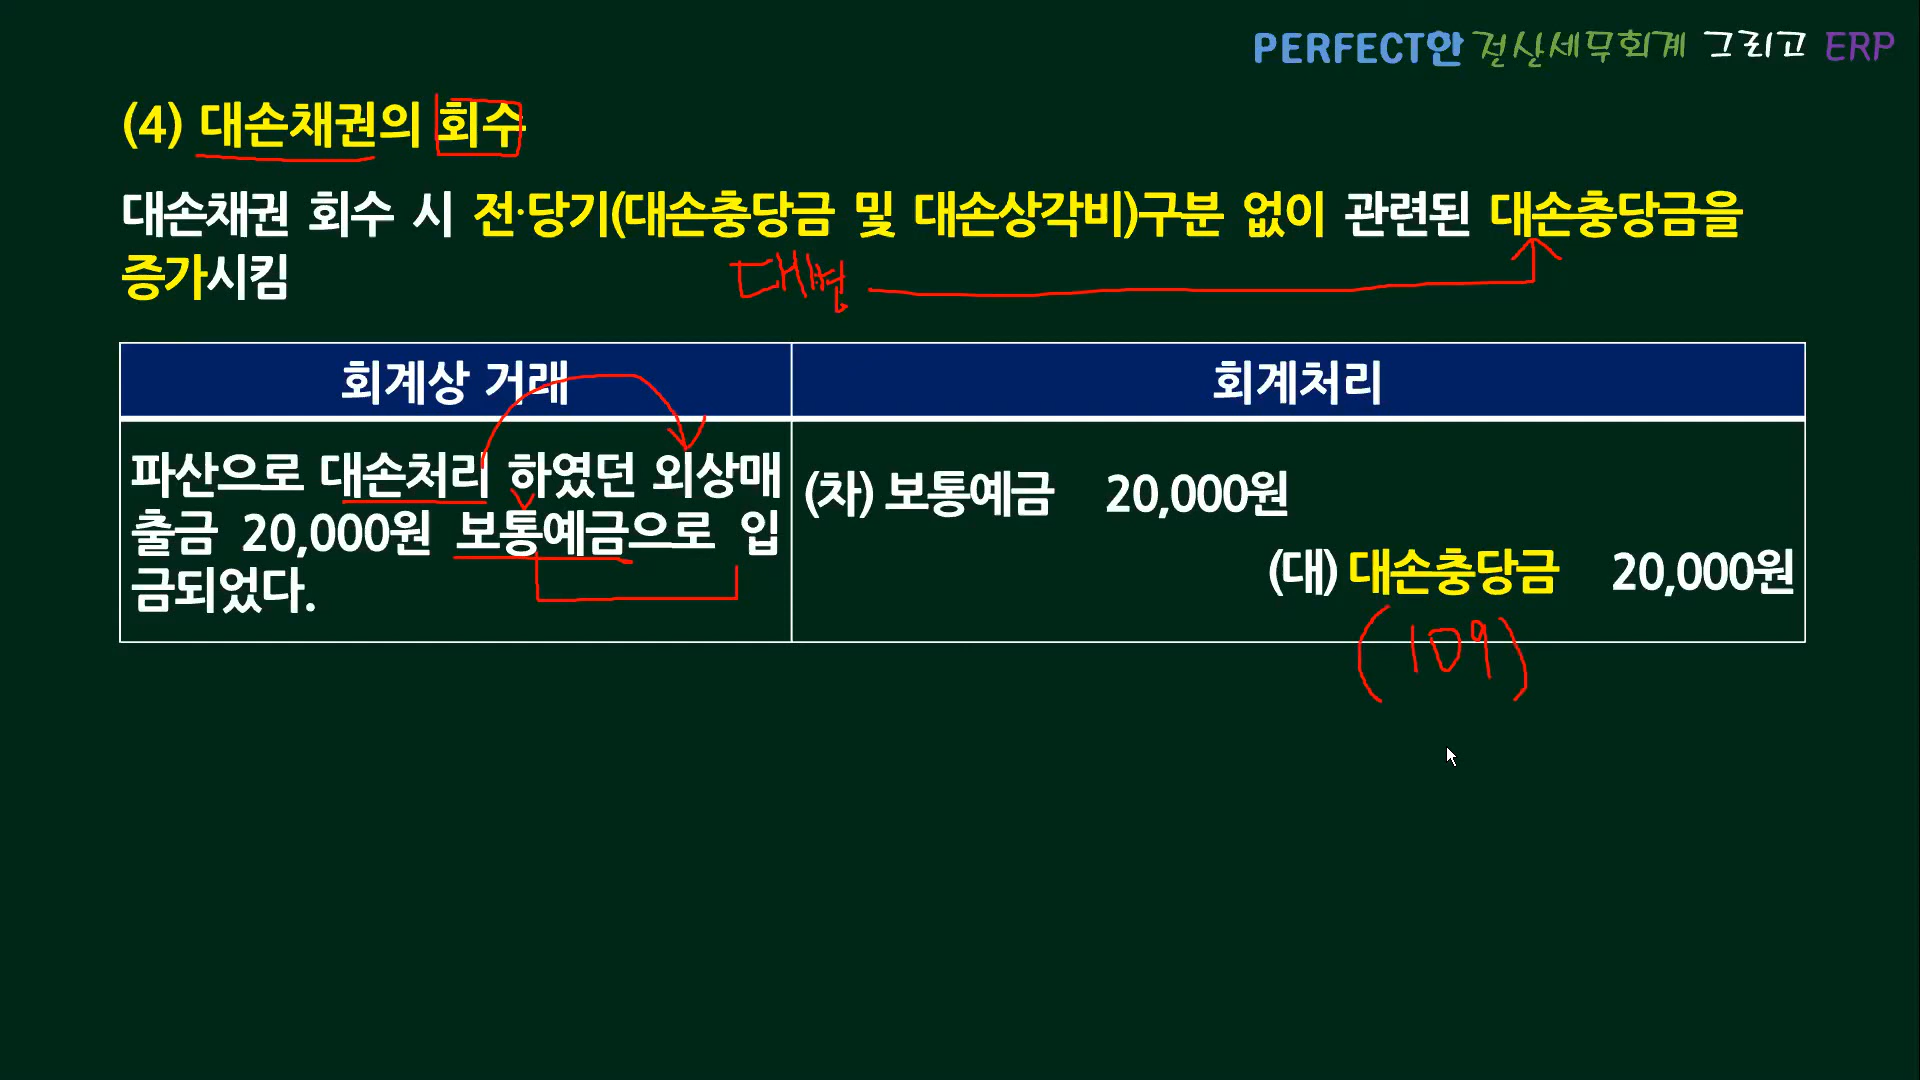 PERFECT한 전산세무회계 그리고 ERP
(4) 대손채권의 회수
대손채권 회수 시 전·당기(대손충당금 및 대손상각비)구분 없이 관련된 대손충당금을
증가시킴
대변
회계상 거래
회계처리
파산으로 대손처리 하였던 외상매
출금 20,000원 보통예금으로 입
금되었다.
(차) 보통예금 20,000원
(대) 대손충당금 20,000원
(109)